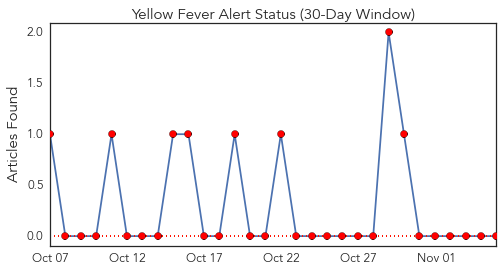 Yellow Fever Alert Status (30-Day Window)
Articles Found
2.0
1.5
1.0
0.5
0.0
Oct 07 Oct 12 Oct 17 Oct 22 Oct 27 Nov 01